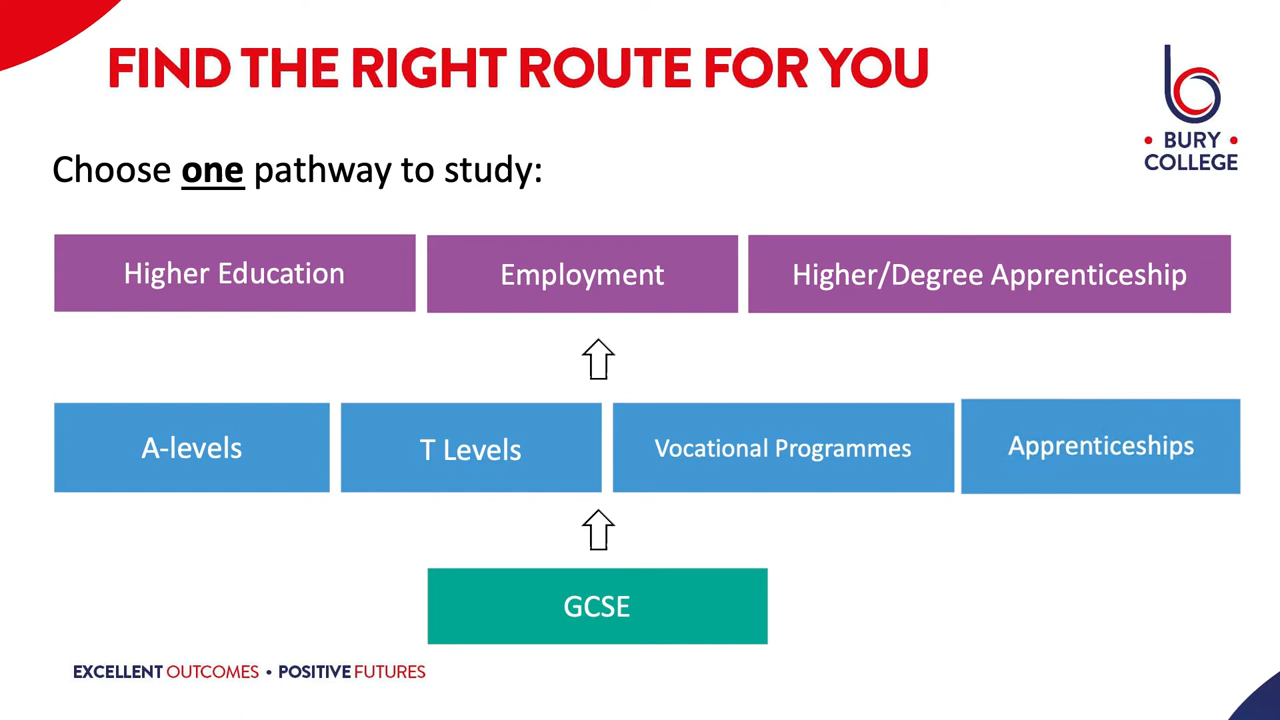 FIND THE RIGHT ROUTE FOR YOU
• BURY •
COLLEGE
Choose one pathway to study:
Higher Education
Employment
Higher/Degree Apprenticeship
A-levels
T Levels
Vocational Programmes
Apprenticeships
GCSE
EXCELLENT OUTCOMES • POSITIVE FUTURES